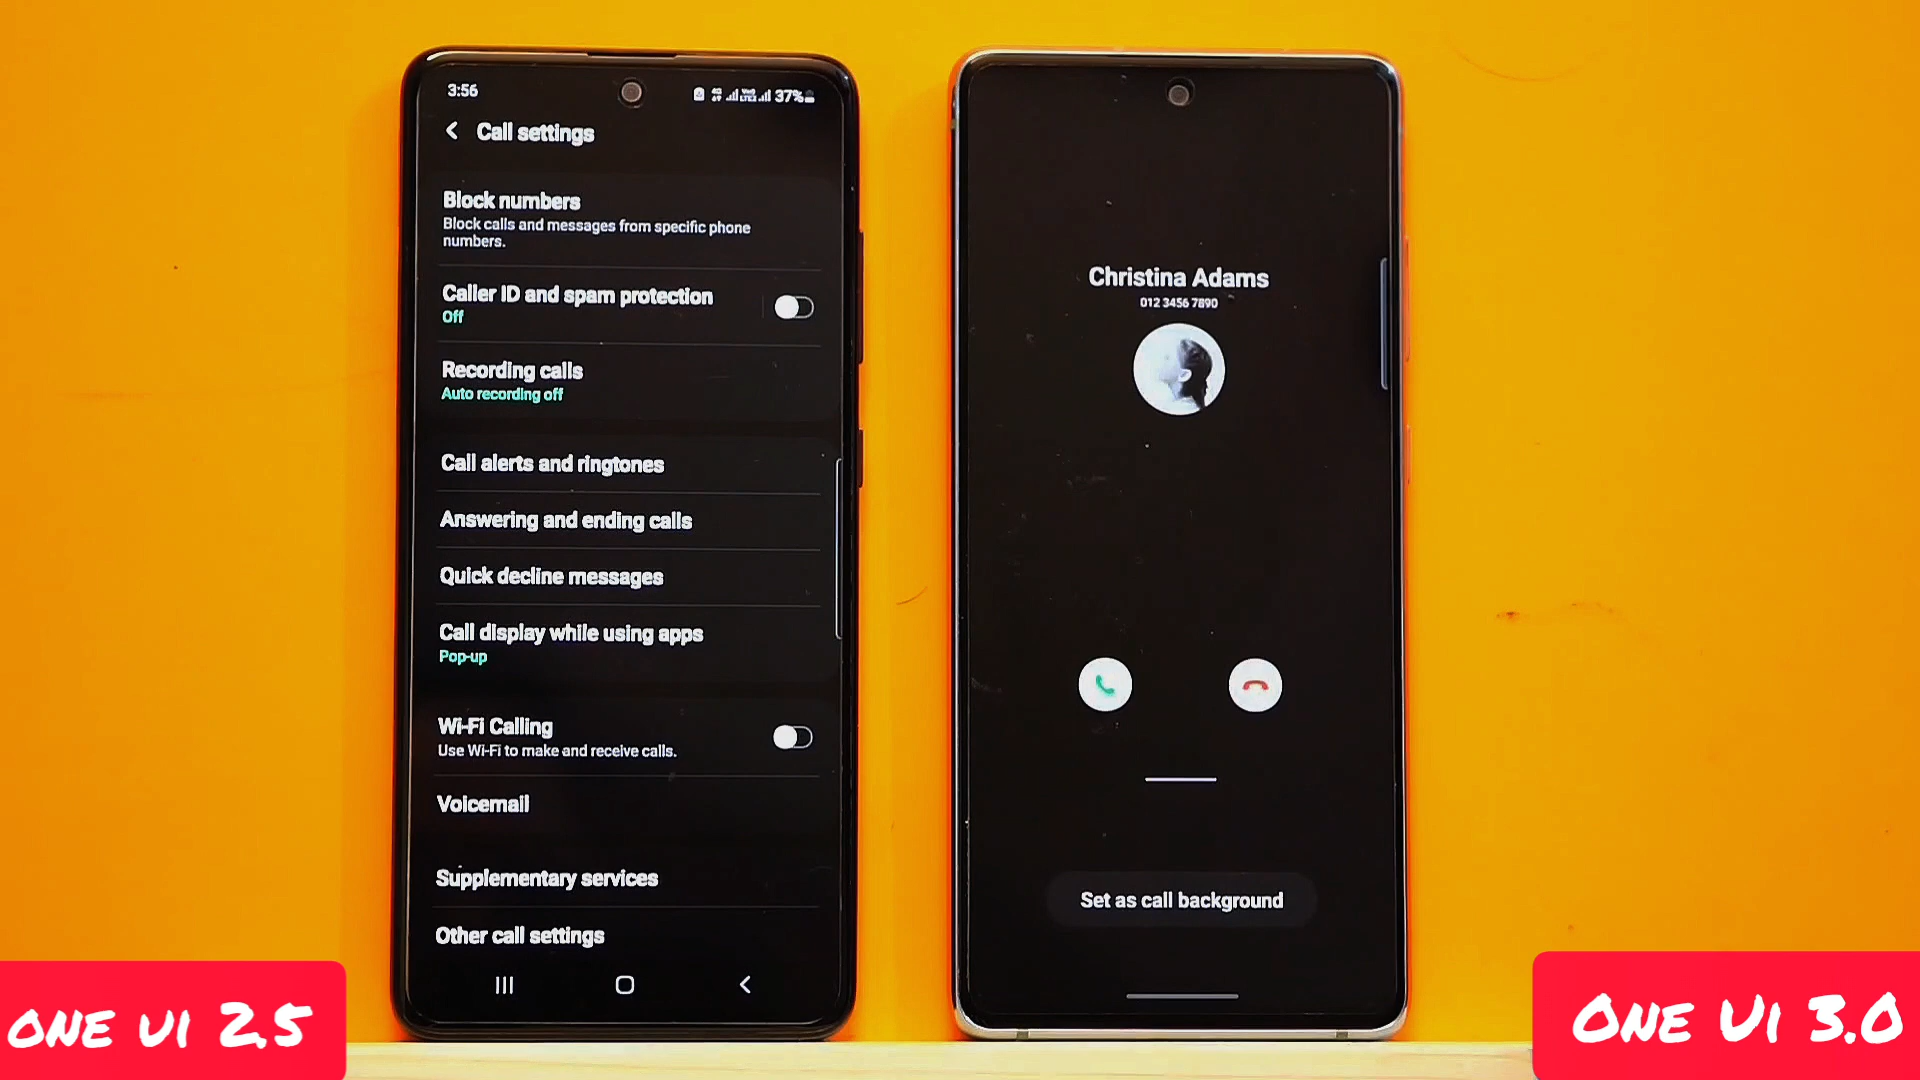 3:56
37%
Call settings
Block numbers
Block calls and messages from specific phone
numbers.
Caller ID and spam protection
Off
Recording calls
Auto recording off
Call alerts and ringtones
Answering and ending calls
Quick decline messages
Call display while using apps
Pop-up
Wi-Fi Calling
Use Wi-Fi to make and receive calls.
Voicemail
Supplementary services
Other call settings
Christina Adams
012 3456 7890
Set as call background
ONE UI 2.5
ONE UI 3.0